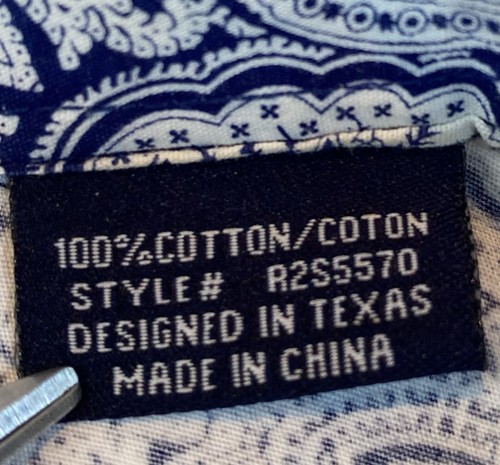 100%COTTON/COTON
STYLE# R2S5570
DESIGNED IN TEXAS
MADE IN CHINA